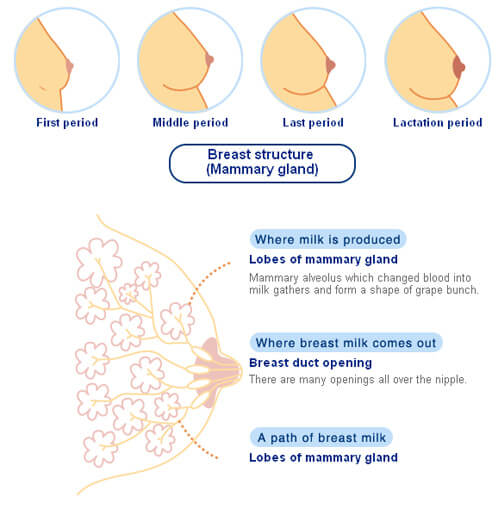 First period
Middle period
Last period
Lactation period
Breast structure
(Mammary gland)
Where milk is produced
Lobes of mammary gland
Mammary alveolus which changed blood into
milk gathers and form a shape of grape bunch.
Where breast milk comes out
Breast duct opening
There are many openings all over the nipple.
A path of breast milk
Lobes of mammary gland